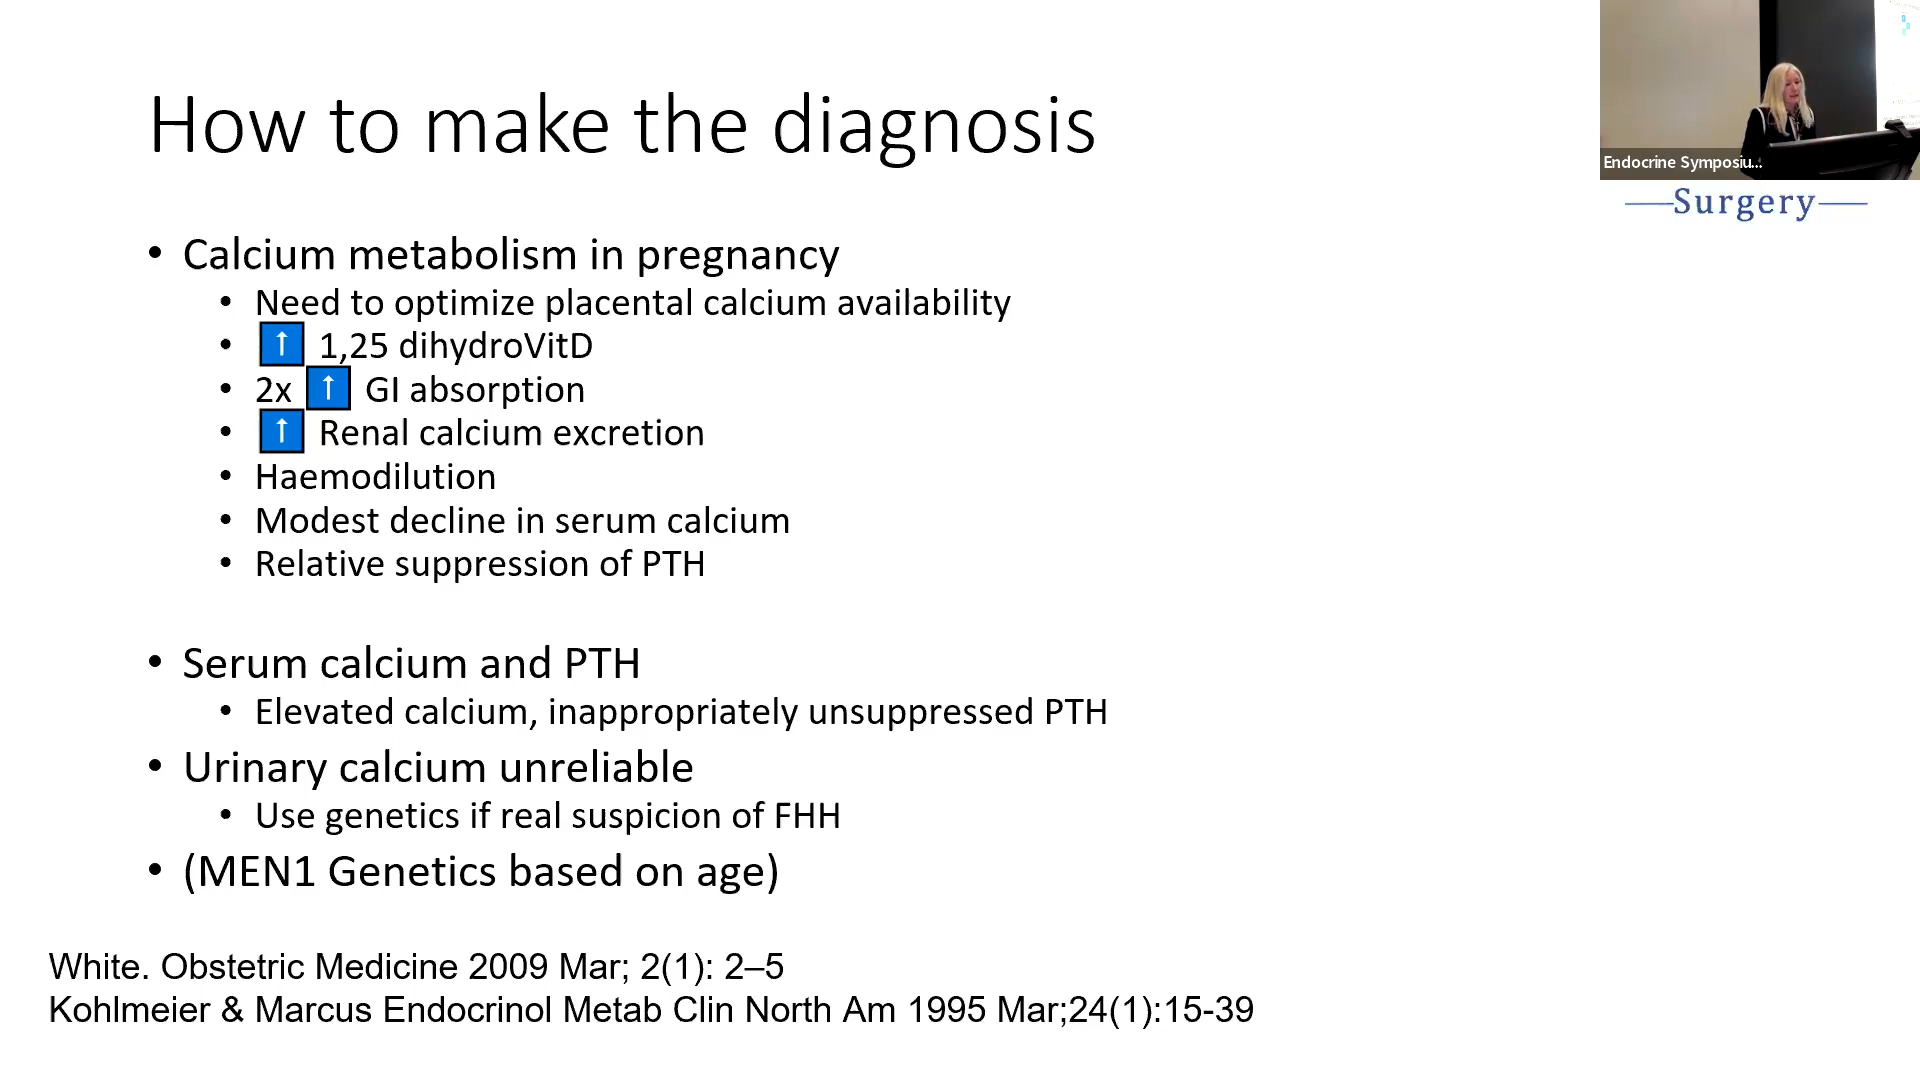 How to make the diagnosis
Endocrine Symposiu...
Surgery
• Calcium metabolism in pregnancy
• Need to optimize placental calcium availability
• ↑ 1,25 dihydroVitD
• 2x ↑ GI absorption
• ↑ Renal calcium excretion
• Haemodilution
• Modest decline in serum calcium
• Relative suppression of PTH
• Serum calcium and PTH
• Elevated calcium, inappropriately unsuppressed PTH
• Urinary calcium unreliable
• Use genetics if real suspicion of FHH
• (MEN1 Genetics based on age)
White. Obstetric Medicine 2009 Mar; 2(1): 2–5
Kohlmeier & Marcus Endocrinol Metab Clin North Am 1995 Mar;24(1):15-39